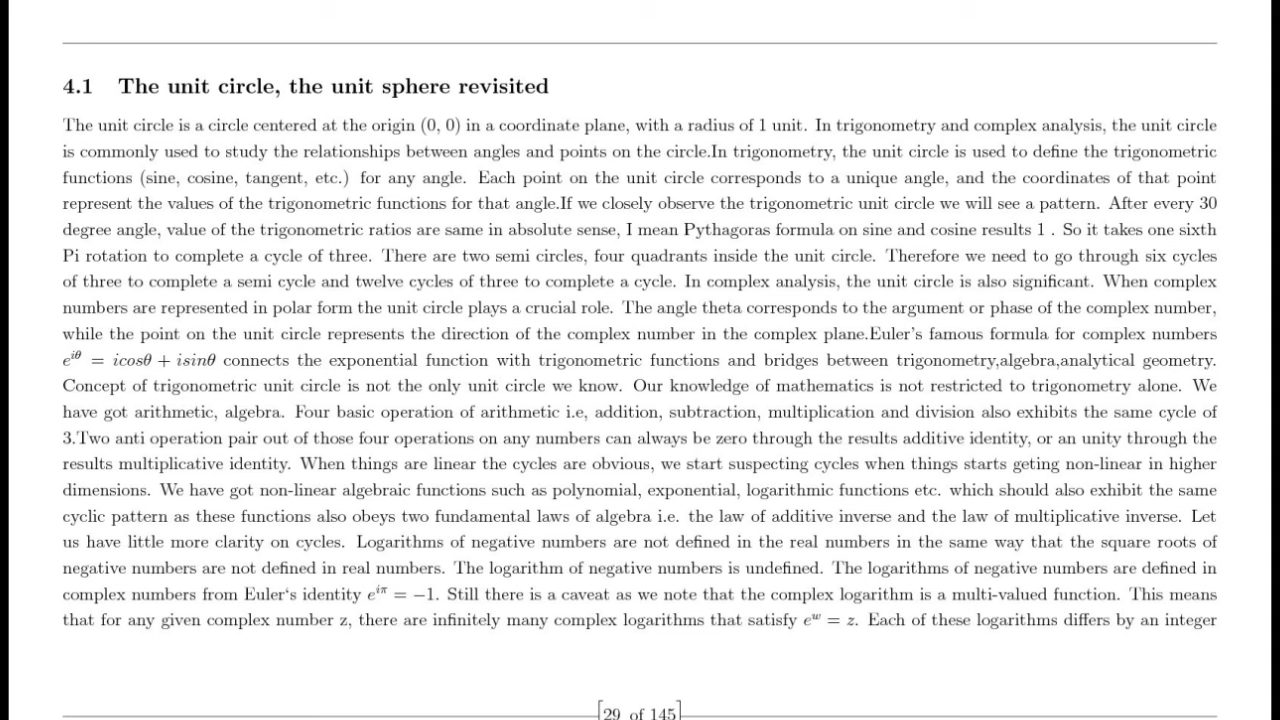 4.1 The unit circle, the unit sphere revisited
The unit circle is a circle centered at the origin (0, 0) in a coordinate plane, with a radius of 1 unit. In trigonometry and complex analysis, the unit circle
is commonly used to study the relationships between angles and points on the circle.In trigonometry, the unit circle is used to define the trigonometric
functions (sine, cosine, tangent, etc.) for any angle. Each point on the unit circle corresponds to a unique angle, and the coordinates of that point
represent the values of the trigonometric functions for that angle.If we closely observe the trigonometric unit circle we will see a pattern. After every 30
degree angle, value of the trigonometric ratios are same in absolute sense, I mean Pythagoras formula on sine and cosine results 1 . So it takes one sixth
Pi rotation to complete a cycle of three. There are two semi circles, four quadrants inside the unit circle. Therefore we need to go through six cycles
of three to complete a semi cycle and twelve cycles of three to complete a cycle. In complex analysis, the unit circle is also significant. When complex
numbers are represented in polar form the unit circle plays a crucial role. The angle theta corresponds to the argument or phase of the complex number,
while the point on the unit circle represents the direction of the complex number in the complex plane.Euler's famous formula for complex numbers
e^{iθ} = icosθ + isinθ connects the exponential function with trigonometric functions and bridges between trigonometry,algebra,analytical geometry.
Concept of trigonometric unit circle is not the only unit circle we know. Our knowledge of mathematics is not restricted to trigonometry alone. We
have got arithmetic, algebra. Four basic operation of arithmetic i.e, addition, subtraction, multiplication and division also exhibits the same cycle of
3.Two anti operation pair out of those four operations on any numbers can always be zero through the results additive identity, or an unity through the
results multiplicative identity. When things are linear the cycles are obvious, we start suspecting cycles when things starts geting non-linear in higher
dimensions. We have got non-linear algebraic functions such as polynomial, exponential, logarithmic functions etc. which should also exhibit the same
cyclic pattern as these functions also obeys two fundamental laws of algebra i.e. the law of additive inverse and the law of multiplicative inverse. Let
us have little more clarity on cycles. Logarithms of negative numbers are not defined in the real numbers in the same way that the square roots of
negative numbers are not defined in real numbers. The logarithm of negative numbers is undefined. The logarithms of negative numbers are defined in
complex numbers from Euler‘s identity e^{iπ} = −1. Still there is a caveat as we note that the complex logarithm is a multi-valued function. This means
that for any given complex number z, there are infinitely many complex logarithms that satisfy e^w = z. Each of these logarithms differs by an integer
[29 of 145]